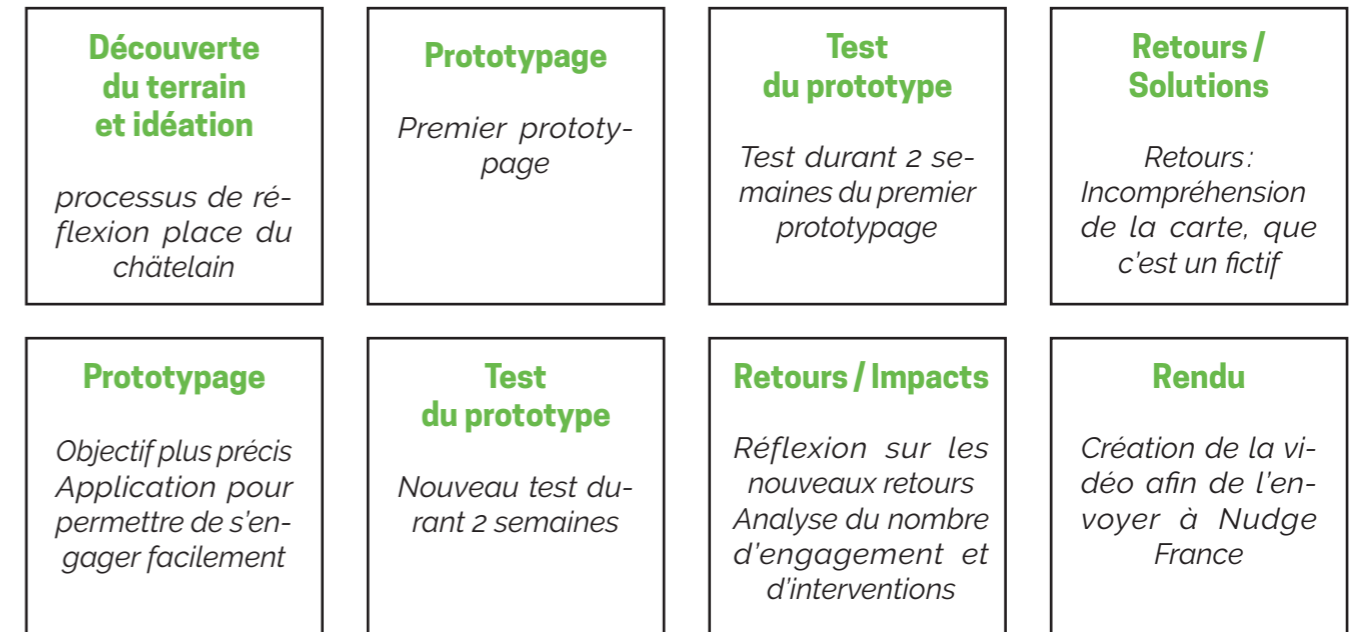 Découverte
du terrain
et idéation
processus de ré-
flexion place du
chätelain
Prototypage
Premier prototy-
page
Test
du prototype
Test durant 2 se-
maines du premier
prototypage
Retours /
Solutions
Retours :
Incompréhension
de la carte, que
c'est un fictif
Prototypage
Objectif plus précis
Application pour
permettre de s'en-
gager facilement
Test
du prototype
Nouveau test du-
rant 2 semaines
Retours / Impacts
Réflexion sur les
nouveaux retours
Analyse du nombre
d'engagement et
d'interventions
Rendu
Création de la vi-
déo afin de l'en-
voyer à Nudge
France